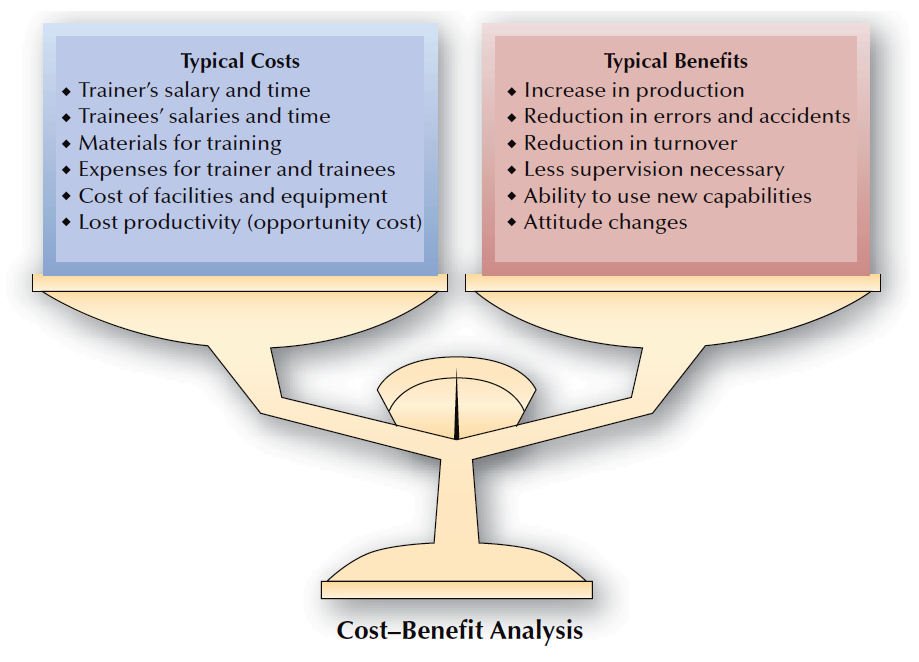 Typical Costs
◆ Trainer’s salary and time
◆ Trainees’ salaries and time
◆ Materials for training
◆ Expenses for trainer and trainees
◆ Cost of facilities and equipment
◆ Lost productivity (opportunity cost)
Typical Benefits
◆ Increase in production
◆ Reduction in errors and accidents
◆ Reduction in turnover
◆ Less supervision necessary
◆ Ability to use new capabilities
◆ Attitude changes
Cost–Benefit Analysis